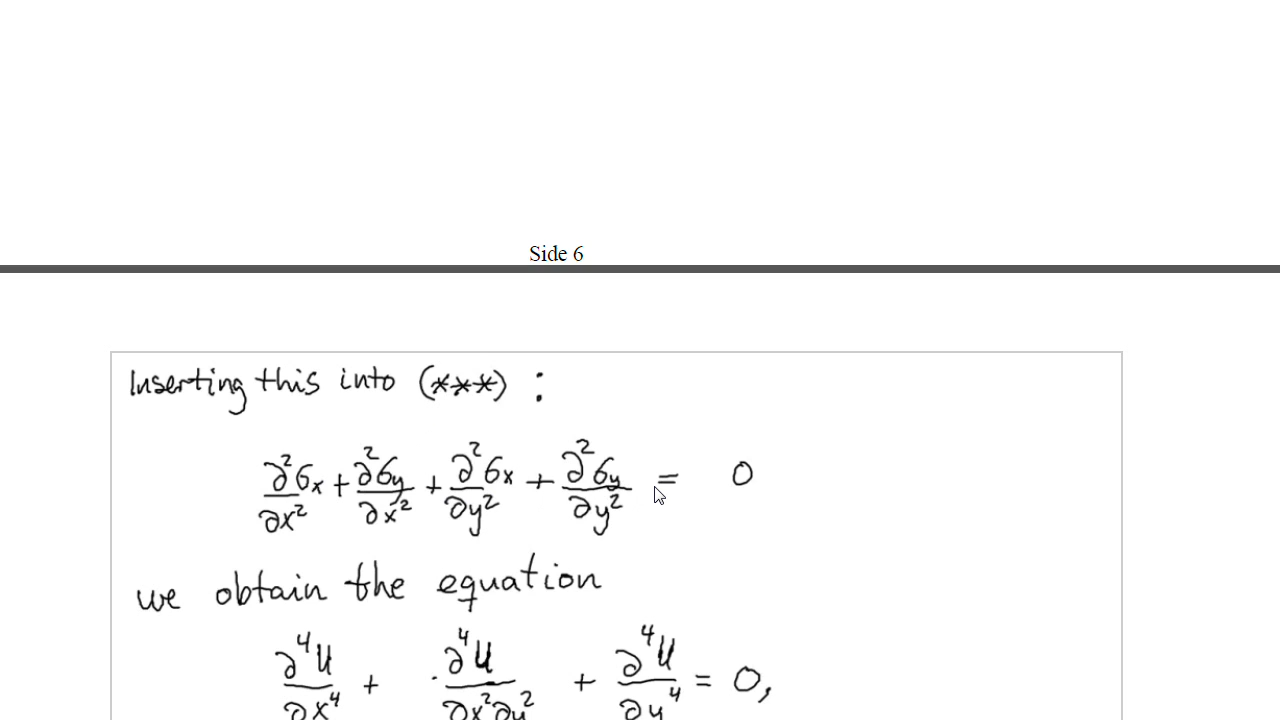 Side 6
Inserting this into (***) :
∂²σx/∂x² + ∂²σy/∂x² + ∂²σx/∂y² + ∂²σy/∂y² = 0
we obtain the equation
∂⁴U/∂x⁴ + ·∂⁴U/∂x²∂y² + ∂⁴U/∂y⁴ = 0,